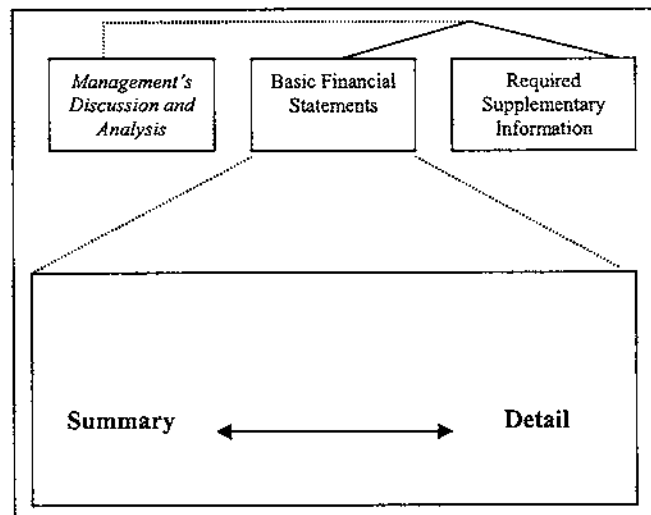 Management's
Discussion and
Analysis
Basic Financial
Statements
Required
Supplementary
Information
Summary
Detail